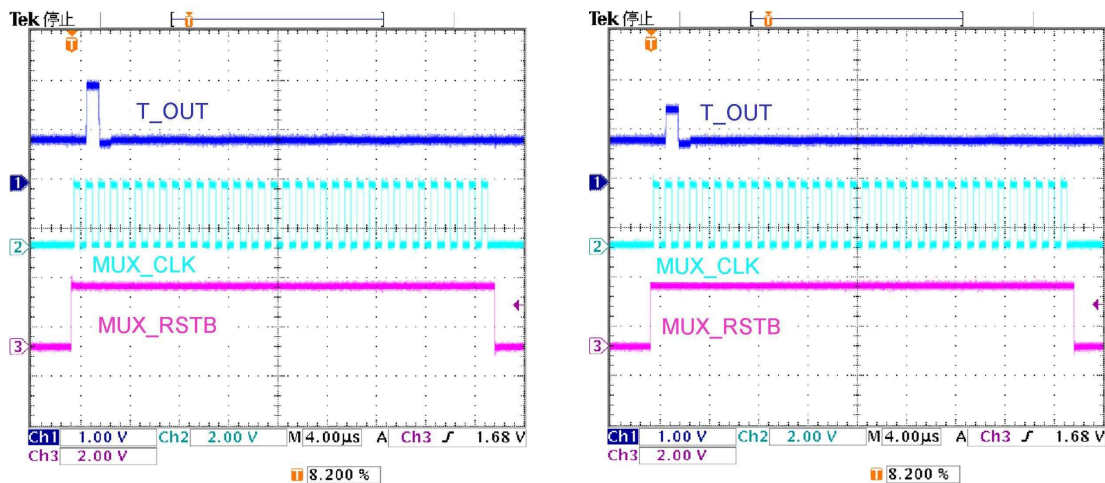 Tek 停止
T
T
T_OUT
1
2
MUX_CLK
MUX_RSTB
3
Ch1 1.00 V Ch2 2.00 V M 4.00µs A Ch3 1.68 V
Ch3 2.00 V
T 8.200 %
Tek 停止
T
T
T_OUT
1
2
MUX_CLK
MUX_RSTB
3
Ch1 1.00 V Ch2 2.00 V M 4.00µs A Ch3 1.68 V
Ch3 2.00 V
T 8.200 %